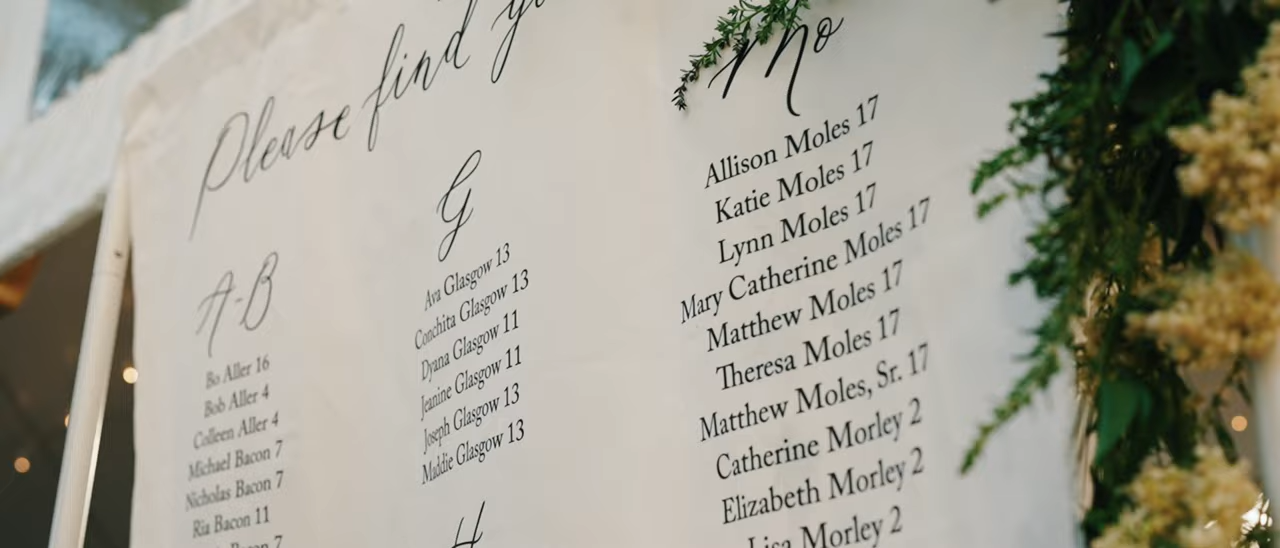 Please find
A-B
Bo Aller 16
Bob Aller 4
Colleen Aller 4
Michael Bacon 7
Nicholas Bacon 7
Ria Bacon 11
Bacon 7
G
Ava Glasgow 13
Conchita Glasgow 13
Dyana Glasgow 11
Jeanine Glasgow 11
Joseph Glasgow 13
Maddie Glasgow 13
H
Mo
Allison Moles 17
Katie Moles 17
Lynn Moles 17
Mary Catherine Moles 17
Matthew Moles 17
Theresa Moles 17
Matthew Moles, Sr. 17
Catherine Morley 2
Elizabeth Morley 2
Lisa Morley 2